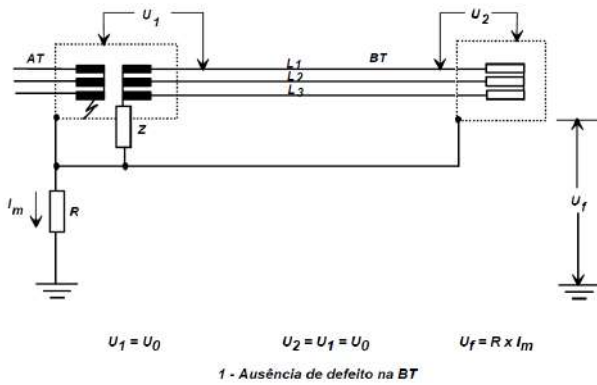 U1
U2
AT
L1
BT
L2
L3
Z
Im
R
Uf
U1 = U0
U2 = U1 = U0
Uf = R x Im
1 - Ausência de defeito na BT